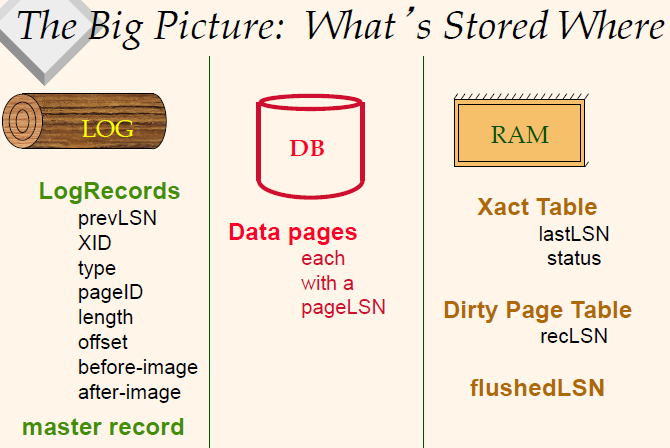 The Big Picture: What's Stored Where
LOG
LogRecords
prevLSN
XID
type
pageID
length
offset
before-image
after-image
master record
DB
Data pages
each
with a
pageLSN
RAM
Xact Table
lastLSN
status
Dirty Page Table
recLSN
flushedLSN